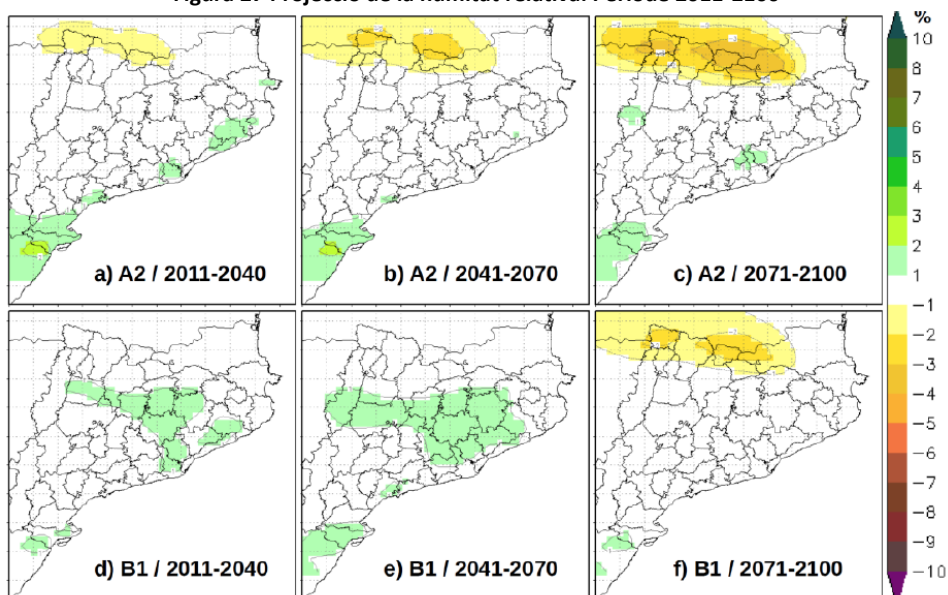 Figura Projecció de la humitat relativa. Període 2011-2100
%
10
8
7
6
5
4
3
2
1
−1
−2
−3
−4
−5
−6
−7
−8
−9
−10
a) A2 / 2011-2040
b) A2 / 2041-2070
c) A2 / 2071-2100
d) B1 / 2011-2040
e) B1 / 2041-2070
f) B1 / 2071-2100